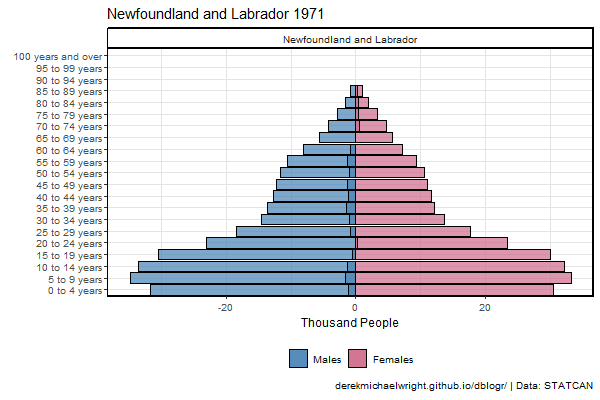 Newfoundland and Labrador 1971
Newfoundland and Labrador
100 years and over
95 to 99 years
90 to 94 years
85 to 89 years
80 to 84 years
75 to 79 years
70 to 74 years
65 to 69 years
60 to 64 years
55 to 59 years
50 to 54 years
45 to 49 years
40 to 44 years
35 to 39 years
30 to 34 years
25 to 29 years
20 to 24 years
15 to 19 years
10 to 14 years
5 to 9 years
0 to 4 years
-20 0 20
Thousand People
Males Females
derekmichaelwright.github.io/dblogr/ | Data: STATCAN